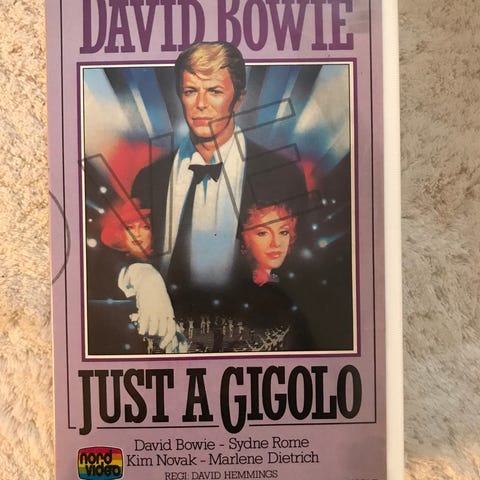 DAVID BOWIE
JUST A GIGOLO
David Bowie - Sydne Rome
Kim Novak - Marlene Dietrich
REGI: DAVID HEMMINGS
nord
video